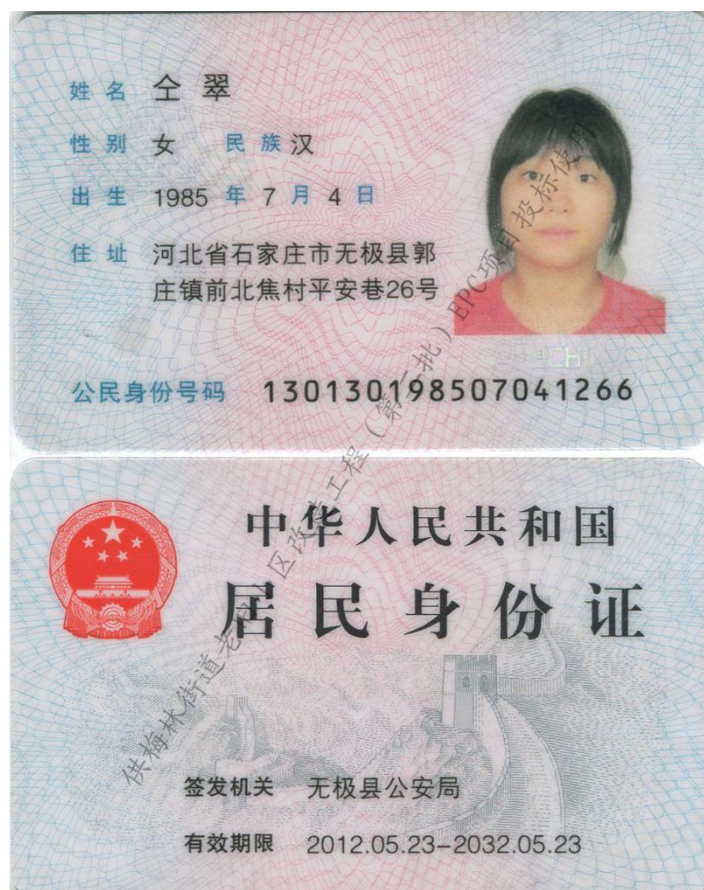 姓名 仝翠
性别 女 民族 汉
出生 1985 年 7 月 4 日
住址 河北省石家庄市无极县郭
庄镇前北焦村平安巷26号
公民身份号码 130130198507041266
中华人民共和国
居民身份证
签发机关 无极县公安局
有效期限 2012.05.23-2032.05.23
供梅林街道老 区改造工程（第二批）EPC项目投标使用